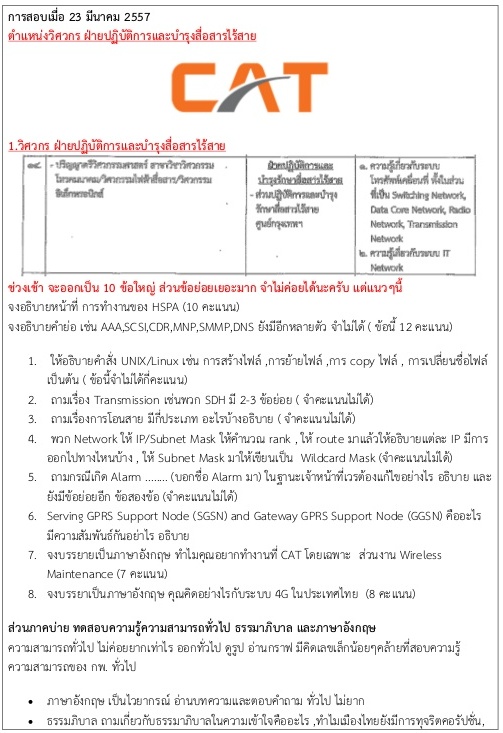 การสอบเมื่อ 23 มีนาคม 2557
ตำแหน่งวิศวกร ฝ่ายปฏิบัติการและบำรุงสื่อสารไร้สาย
CAT
1.วิศวกร ฝ่ายปฏิบัติการและบำรุงสื่อสารไร้สาย
๑๔. - ปริญญาตรีวิศวกรรมศาสตร์ สาขาวิชาวิศวกรรม
โทรคมนาคม/วิศวกรรมไฟฟ้าสื่อสาร/วิศวกรรม
อิเล็กทรอนิกส์
ฝ่ายปฏิบัติการและ
บำรุงรักษาสื่อสารไร้สาย
- ส่วนปฏิบัติการและบำรุง
รักษาสื่อสารไร้สาย
ศูนย์กรุงเทพฯ
๑. ความรู้เกี่ยวกับระบบ
โทรศัพท์เคลื่อนที่ ทั้งในส่วน
ที่เป็น Switching Network,
Data Core Network, Radio
Network, Transmission
Network
๒. ความรู้เกี่ยวกับระบบ IT
Network
ช่วงเช้า จะออกเป็น 10 ข้อใหญ่ ส่วนข้อย่อยเยอะมาก จำไม่ค่อยได้นะครับ แต่แนวๆนี้
จงอธิบายหน้าที่ การทำงานของ HSPA (10 คะแนน)
จงอธิบายคำย่อ เช่น AAA,SCSI,CDR,MNP,SMMP,DNS ยังมีอีกหลายตัว จำไม่ได้ ( ข้อนี้ 12 คะแนน)
1. ให้อธิบายคำสั่ง UNIX/Linux เช่น การสร้างไฟล์ ,การย้ายไฟล์ ,การ copy ไฟล์ , การเปลี่ยนชื่อไฟล์
เป็นต้น ( ข้อนี้จำไม่ได้กี่คะแนน)
2. ถามเรื่อง Transmission เช่นพวก SDH มี 2-3 ข้อย่อย ( จำคะแนนไม่ได้)
3. ถามเรื่องการโอนสาย มีกี่ประเภท อะไรบ้างอธิบาย ( จำคะแนนไม่ได้)
4. พวก Network ให้ IP/Subnet Mask ให้คำนวณ rank , ให้ route มาแล้วให้อธิบายแต่ละ IP มีการ
ออกไปทางไหนบ้าง , ให้ Subnet Mask มาให้เขียนเป็น Wildcard Mask (จำคะแนนไม่ได้)
5. ถามกรณีเกิด Alarm ........ (บอกชื่อ Alarm มา) ในฐานะเจ้าหน้าที่เวรต้องแก้ไขอย่างไร อธิบาย และ
ยังมีข้อย่อยอีก ข้อสองข้อ (จำคะแนนไม่ได้)
6. Serving GPRS Support Node (SGSN) and Gateway GPRS Support Node (GGSN) คืออะไร
มีความสัมพันธ์กันอย่าไร อธิบาย
7. จงบรรยายเป็นภาษาอังกฤษ ทำไมคุณอยากทำงานที่ CAT โดยเฉพาะ ส่วนงาน Wireless
Maintenance (7 คะแนน)
8. จงบรรยาเป็นภาษาอังกฤษ คุณคิดอย่างไรกับระบบ 4G ในประเทศไทย (8 คะแนน)
ส่วนภาคบ่าย ทดสอบความรู้ความสามารถทั่วไป ธรรมาภิบาล และภาษาอังกฤษ
ความสามารถทั่วไป ไม่ค่อยยากเท่าไร ออกทั่วไป ดูรูป อ่านกราฟ มีคิดเลขเล็กน้อยๆคล้ายที่สอบความรู้
ความสามารถของ กพ. ทั่วไป
• ภาษาอังกฤษ เป็นไวยากรณ์ อ่านบทความและตอบคำถาม ทั่วไป ไม่ยาก
• ธรรมภิบาล ถามเกี่ยวกับธรรมาภิบาลในความเข้าใจคืออะไร ,ทำไมเมืองไทยยังมีการทุจริตคอรัปชั่น,